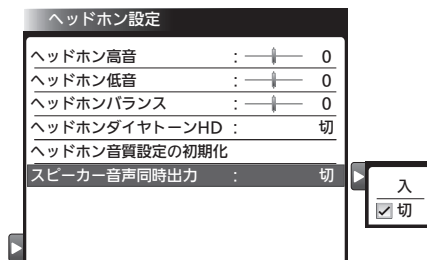 ヘッドホン設定
ヘッドホン高音 : 0
ヘッドホン低音 : 0
ヘッドホンバランス : 0
ヘッドホンダイヤトーンHD : 切
ヘッドホン音質設定の初期化
スピーカー音声同時出力 : 切
入
切